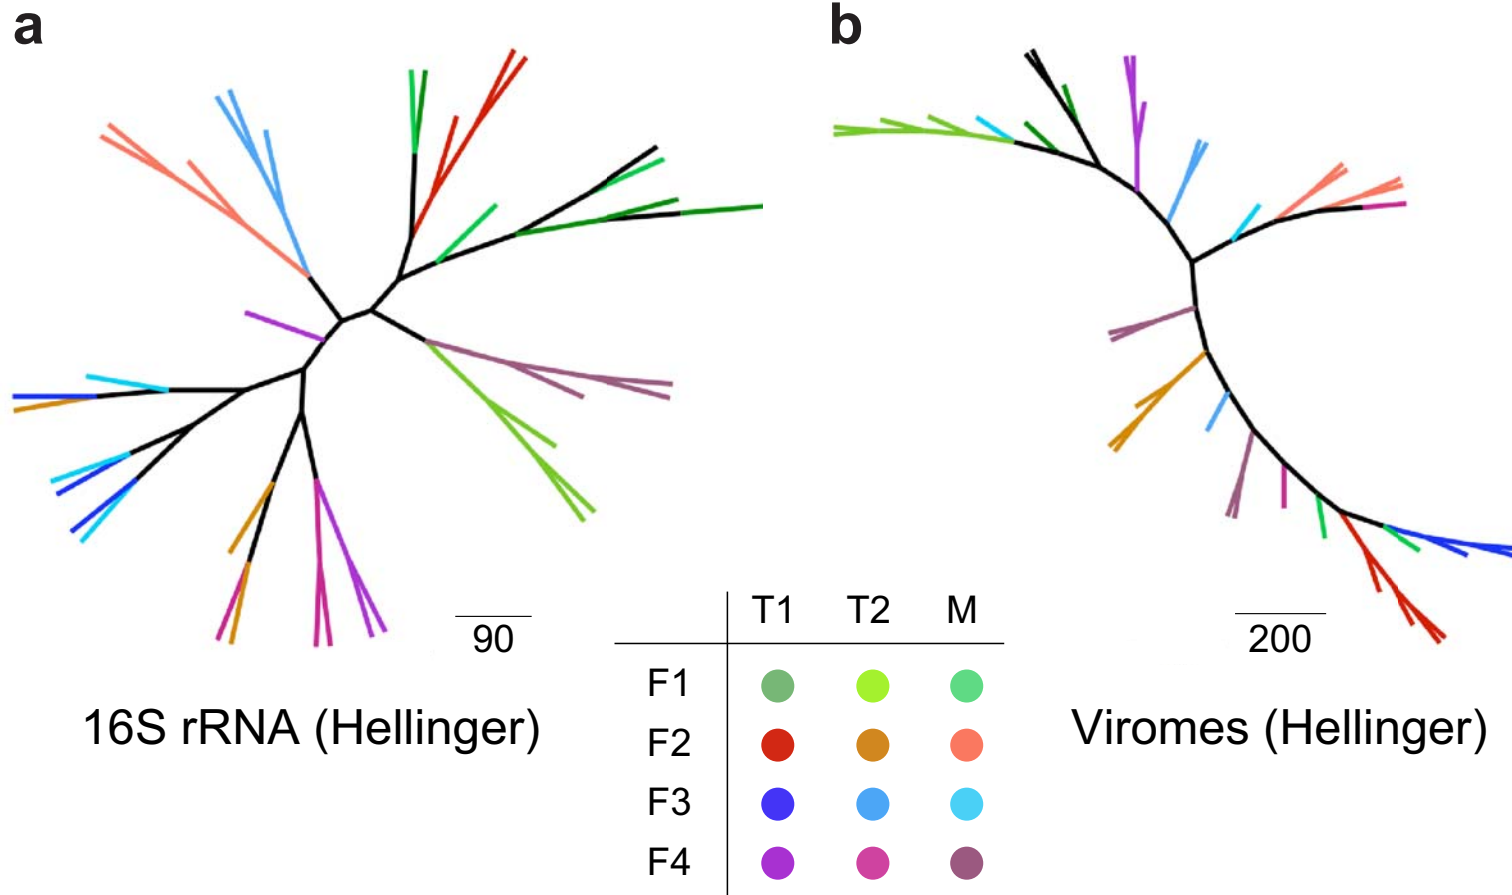 a
b
90
200
16S rRNA (Hellinger)
Viromes (Hellinger)
T1 T2 M
F1
F2
F3
F4